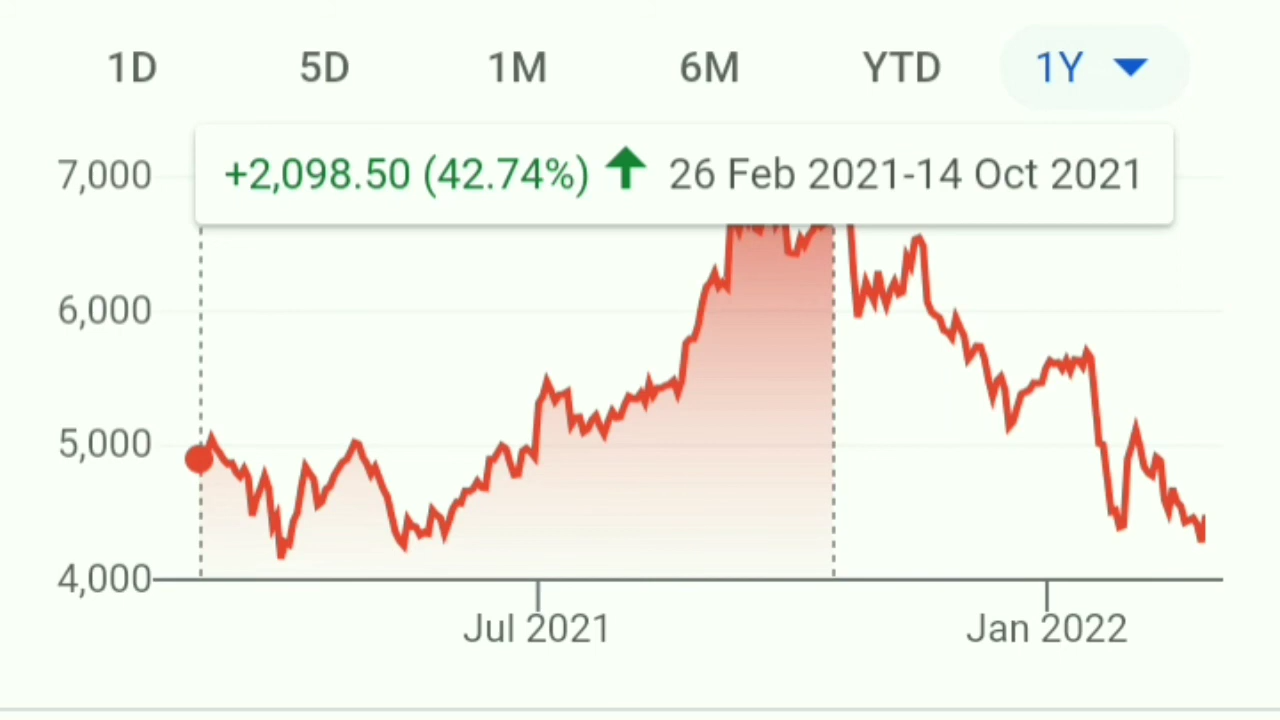 1D 5D 1M 6M YTD 1Y
+2,098.50 (42.74%) 26 Feb 2021-14 Oct 2021
7,000
6,000
5,000
4,000
Jul 2021 Jan 2022